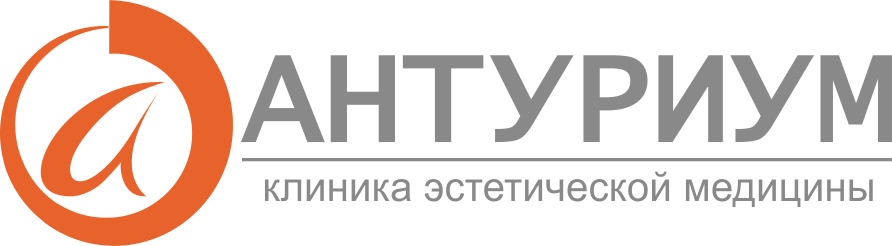 а
АНТУРИУМ
клиника эстетической медицины